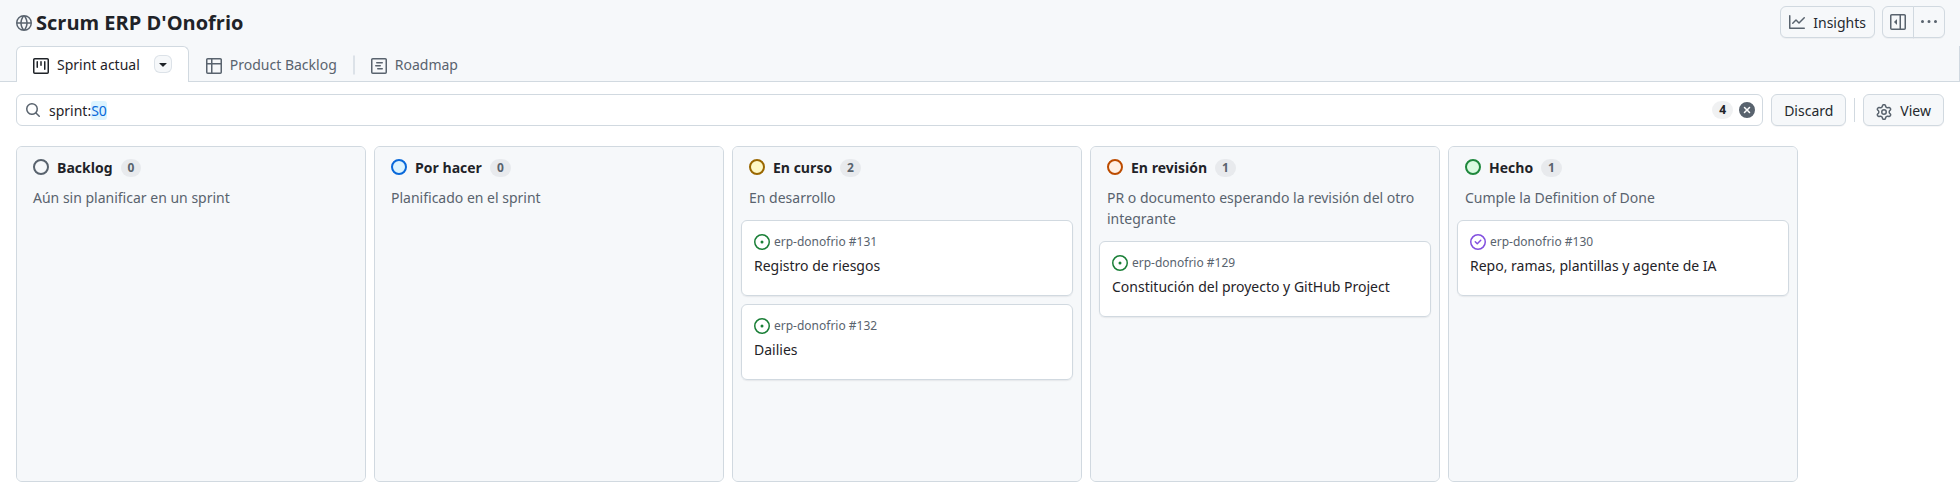 Scrum ERP D'Onofrio
Insights
Sprint actual
Product Backlog
Roadmap
sprint:S0
4
Discard
View
Backlog 0
Aún sin planificar en un sprint
Por hacer 0
Planificado en el sprint
En curso 2
En desarrollo
erp-donofrio #131
Registro de riesgos
erp-donofrio #132
Dailies
En revisión 1
PR o documento esperando la revisión del otro
integrante
erp-donofrio #129
Constitución del proyecto y GitHub Project
Hecho 1
Cumple la Definition of Done
erp-donofrio #130
Repo, ramas, plantillas y agente de IA